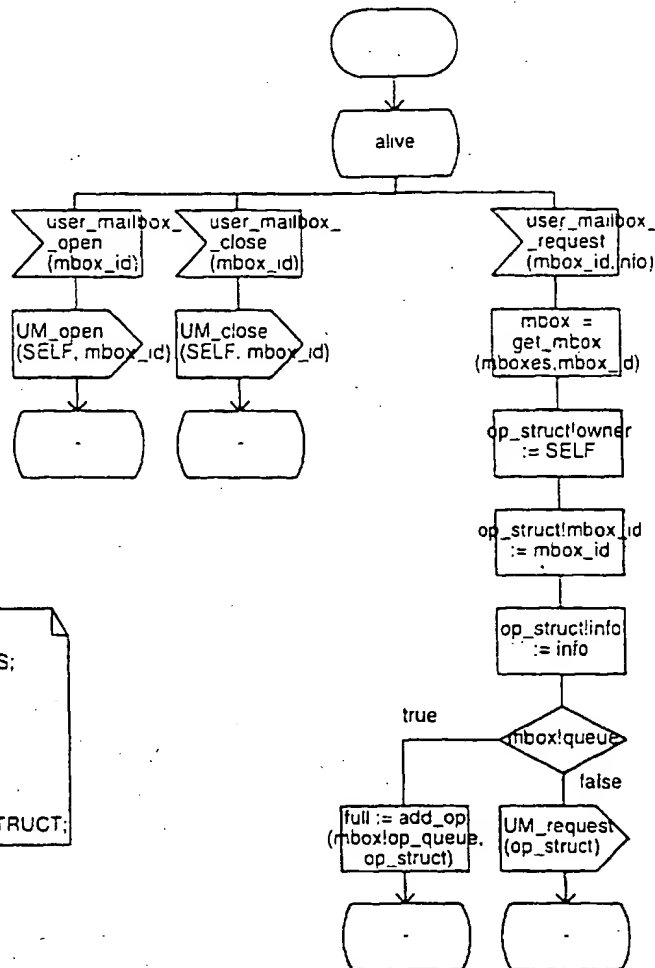 alive
user_mailbox_
_open
(mbox_id)
user_mailbox_
_close
(mbox_id)
user_mailbox_
_request
(mbox_id,info)
UM_open
(SELF, mbox_id)
UM_close
(SELF, mbox_id)
mbox =
get_mbox
(mboxes,mbox_id)
-
-
op_struct!owner
:= SELF
op_struct!mbox_id
:= mbox_id
op_struct!info
:= info
S;
TRUCT;
true
mbox!queue
false
full := add_op
(mbox!op_queue,
op_struct)
UM_request
(op_struct)
-
-